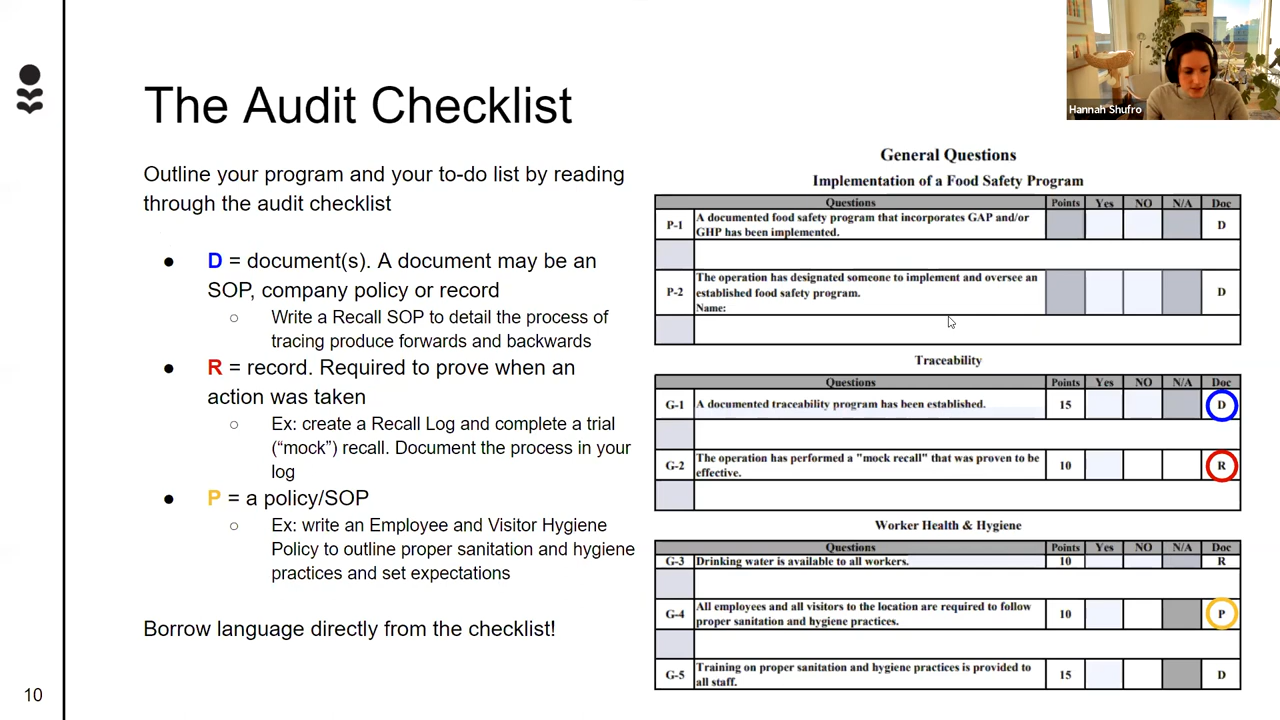 Hannah Shufro
The Audit Checklist
Outline your program and your to-do list by reading
through the audit checklist
● D = document(s). A document may be an
SOP, company policy or record
○ Write a Recall SOP to detail the process of
tracing produce forwards and backwards
● R = record. Required to prove when an
action was taken
○ Ex: create a Recall Log and complete a trial
(“mock”) recall. Document the process in your
log
● P = a policy/SOP
○ Ex: write an Employee and Visitor Hygiene
Policy to outline proper sanitation and hygiene
practices and set expectations
Borrow language directly from the checklist!
10
General Questions
Implementation of a Food Safety Program
Questions Points Yes NO N/A Doc
P-1 A documented food safety program that incorporates GAP and/or
GHP has been implemented. D
P-2 The operation has designated someone to implement and oversee an
established food safety program. D
Name:
Traceability
Questions Points Yes NO N/A Doc
G-1 A documented traceability program has been established. 15 D
G-2 The operation has performed a "mock recall" that was proven to be
effective. 10 R
Worker Health & Hygiene
Questions Points Yes NO N/A Doc
G-3 Drinking water is available to all workers. 10 R
G-4 All employees and all visitors to the location are required to follow
proper sanitation and hygiene practices. 10 P
G-5 Training on proper sanitation and hygiene practices is provided to
all staff. 15 D